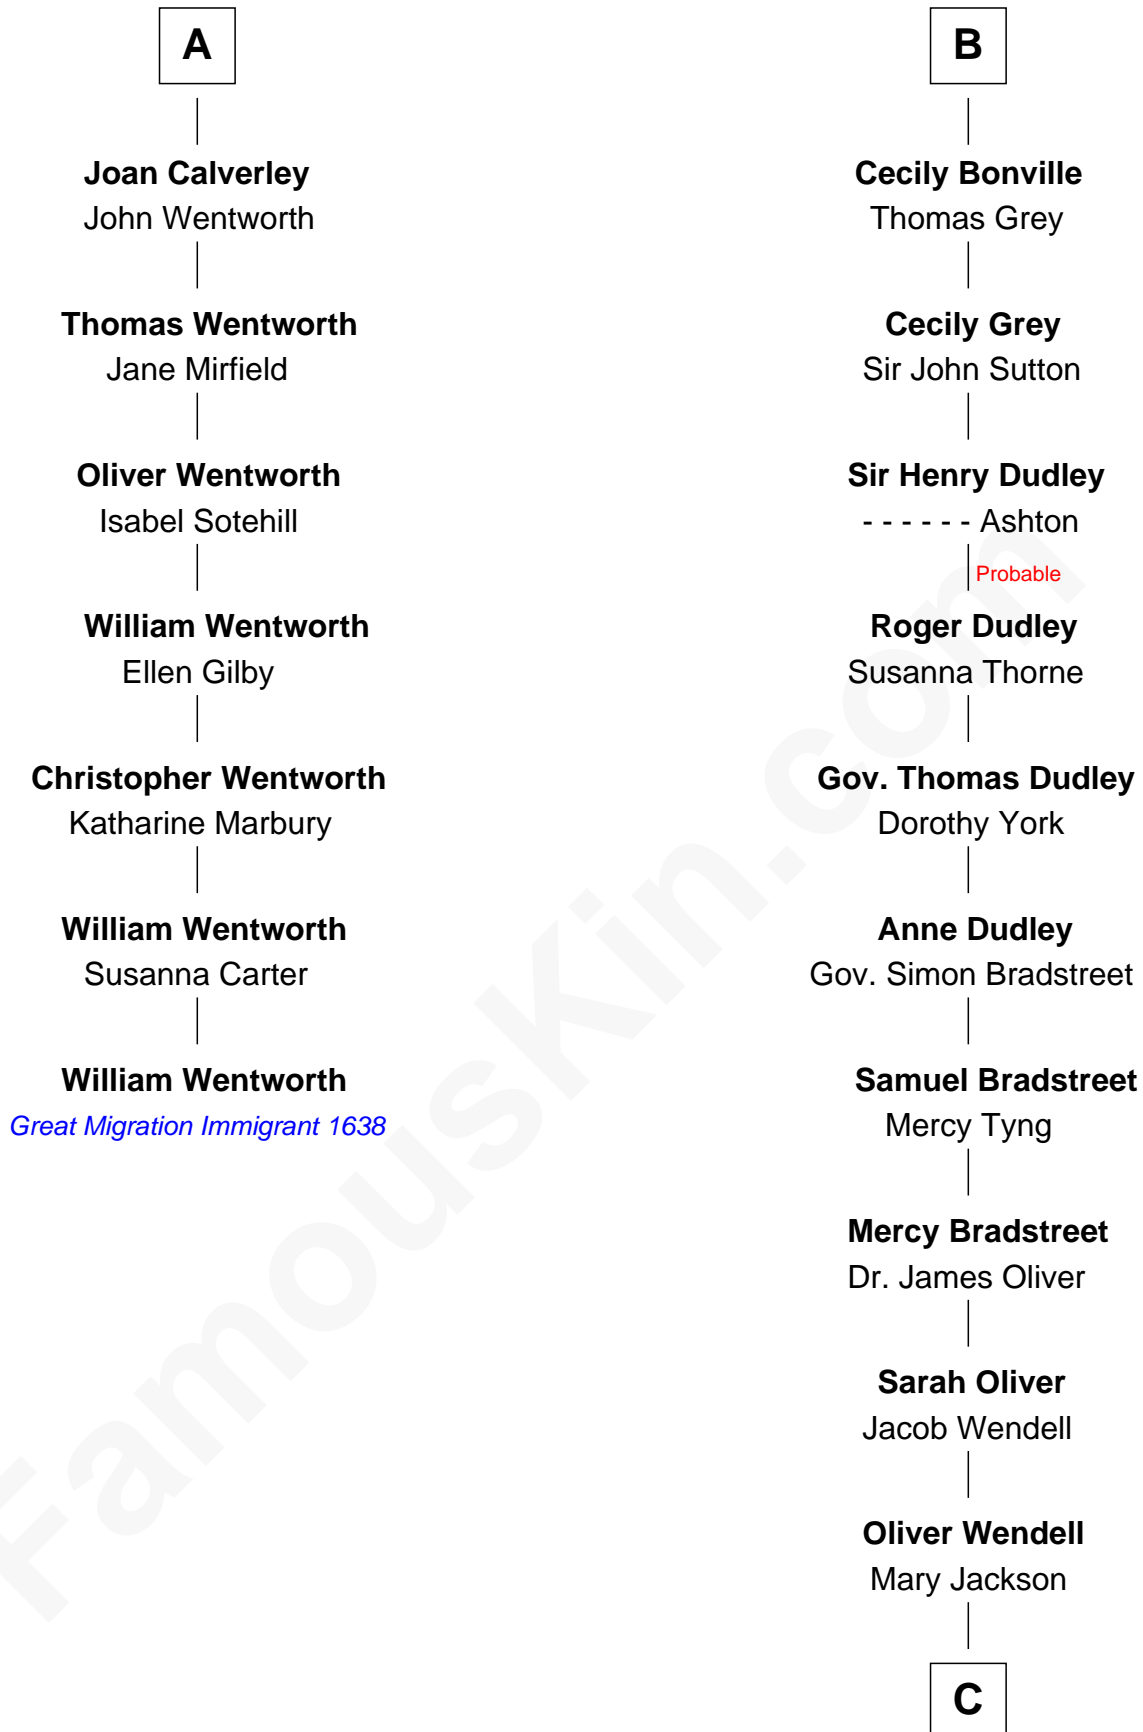 A
Joan Calverley
John Wentworth
Thomas Wentworth
Jane Mirfield
Oliver Wentworth
Isabel Sotehill
William Wentworth
Ellen Gilby
Christopher Wentworth
Katharine Marbury
William Wentworth
Susanna Carter
William Wentworth
Great Migration Immigrant 1638
B
Cecily Bonville
Thomas Grey
Cecily Grey
Sir John Sutton
Sir Henry Dudley
- - - - - - Ashton
Probable
Roger Dudley
Susanna Thorne
Gov. Thomas Dudley
Dorothy York
Anne Dudley
Gov. Simon Bradstreet
Samuel Bradstreet
Mercy Tyng
Mercy Bradstreet
Dr. James Oliver
Sarah Oliver
Jacob Wendell
Oliver Wendell
Mary Jackson
C
FamousKin.com